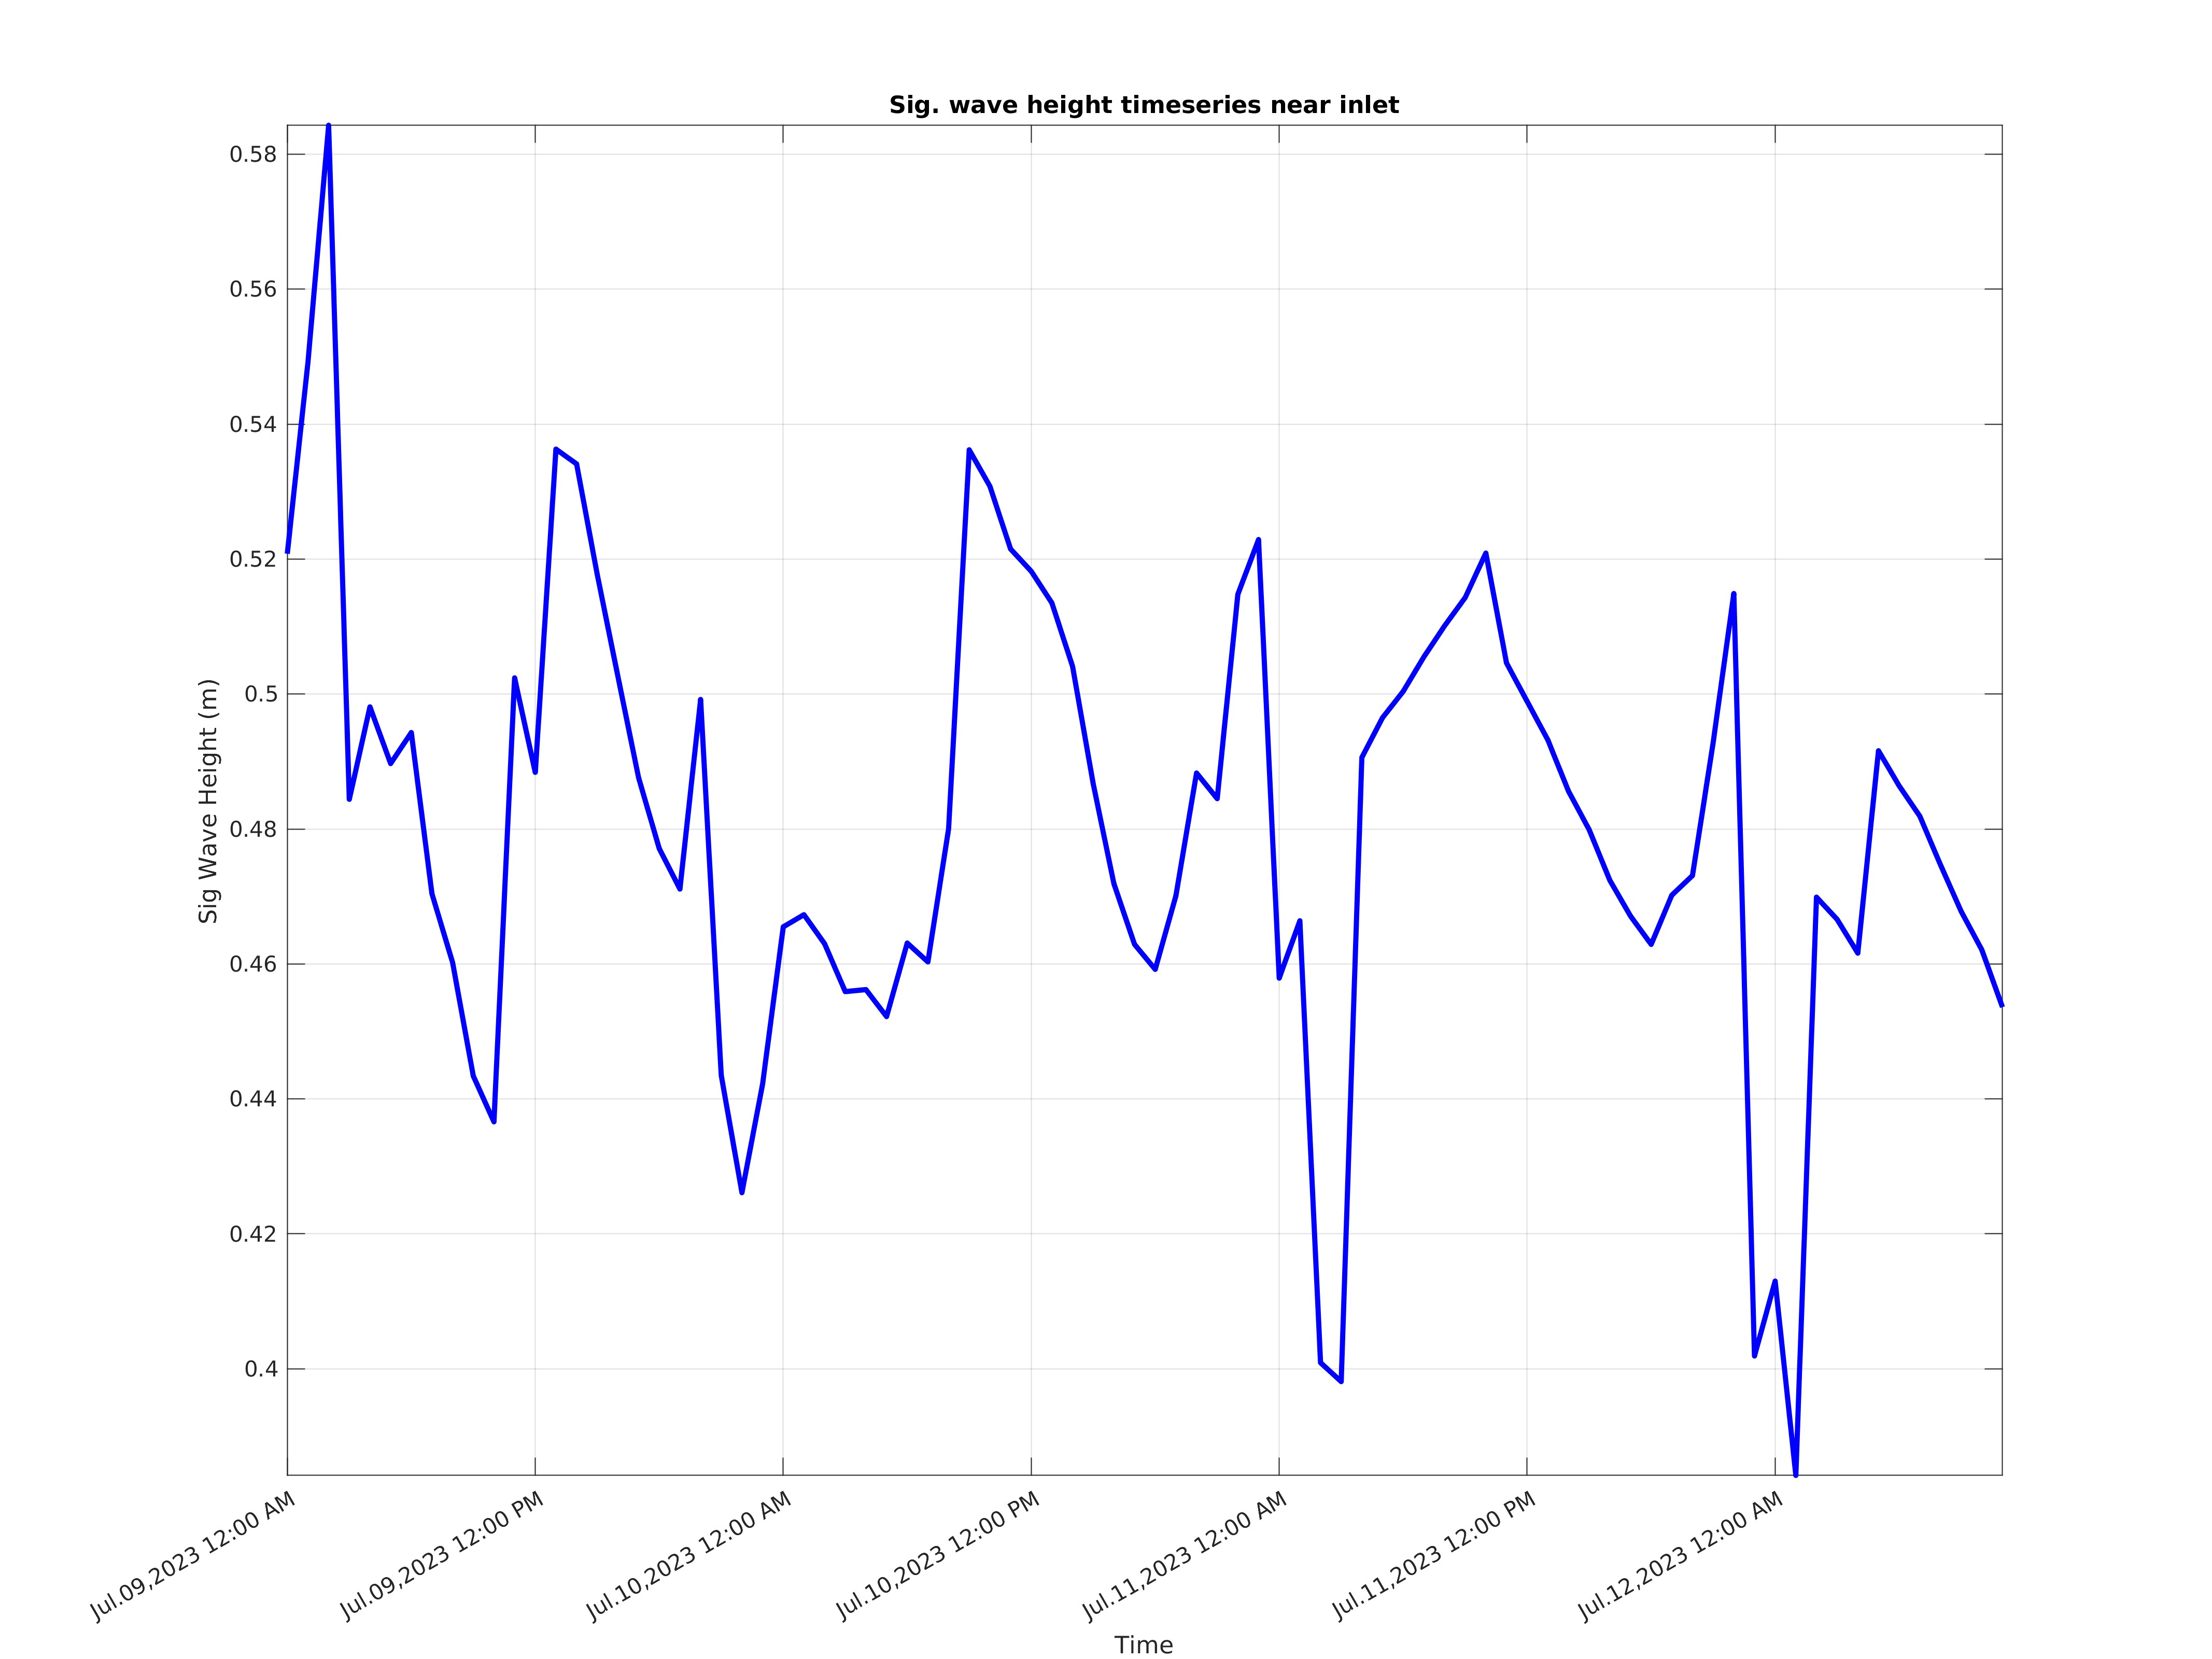 Sig. wave height timeseries near inlet
0.58
0.56
0.54
0.52
0.5
0.48
0.46
0.44
0.42
0.4
Sig Wave Height (m)
Jul.09,2023 12:00 AM
Jul.09,2023 12:00 PM
Jul.10,2023 12:00 AM
Jul.10,2023 12:00 PM
Jul.11,2023 12:00 AM
Jul.11,2023 12:00 PM
Jul.12,2023 12:00 AM
Time